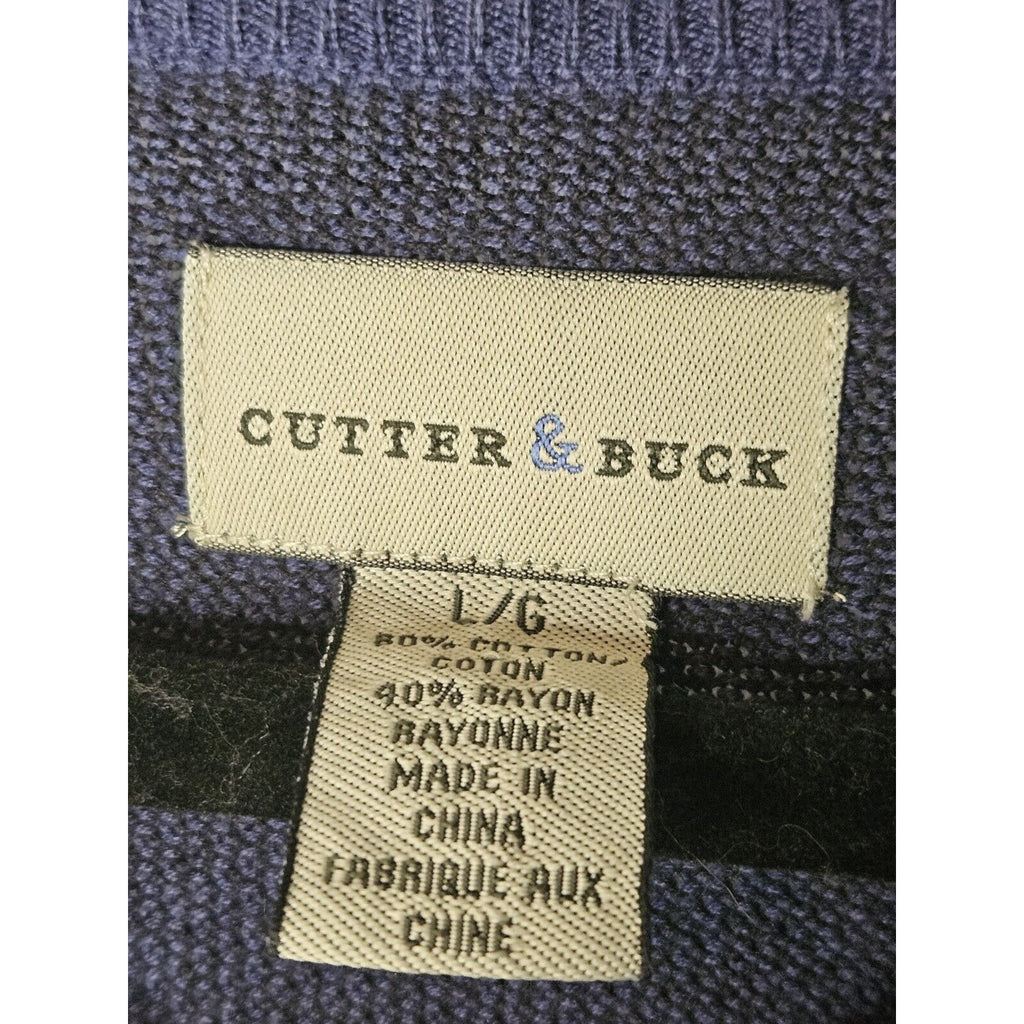 CUTTER & BUCK
L/G
60% COTTON/
COTON
40% RAYON
RAYONNE
MADE IN
CHINA
FABRIQUE AUX
CHINE